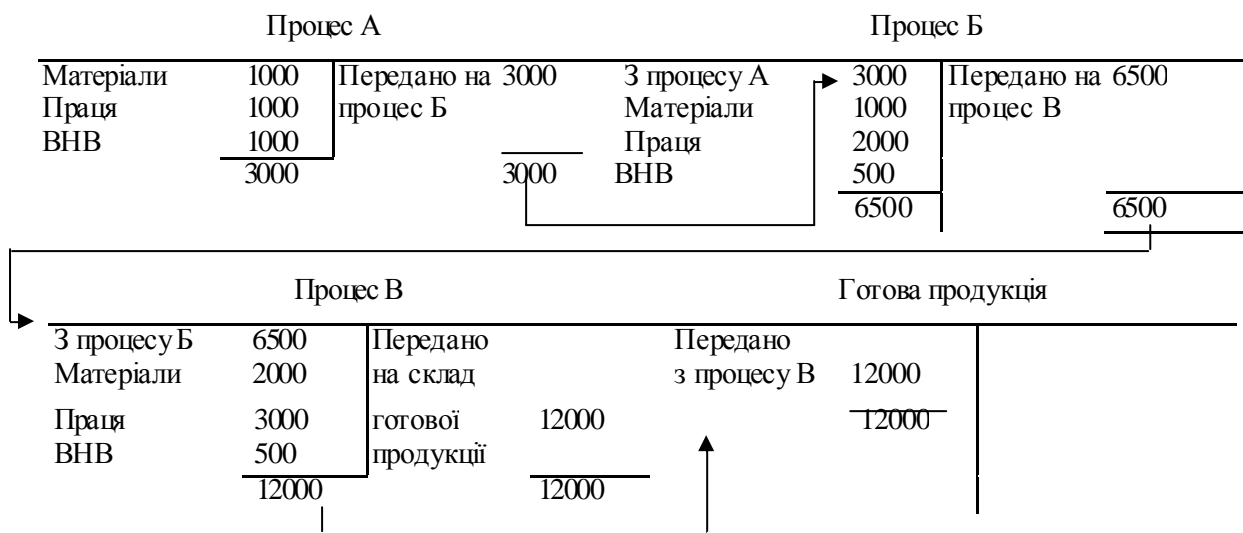 Процес А Процес Б
Матеріали 1000 Передано на 3000 З процесу А 3000 Передано на 6500
Праця 1000 процес Б Матеріали 1000 процес В
ВНВ 1000 Праця 2000
3000 3000 ВНВ 500
6500 6500
Процес В Готова продукція
З процесу Б 6500 Передано Передано
Матеріали 2000 на склад з процесу В 12000
Праця 3000 готової 12000 12000
ВНВ 500 продукції
12000 12000